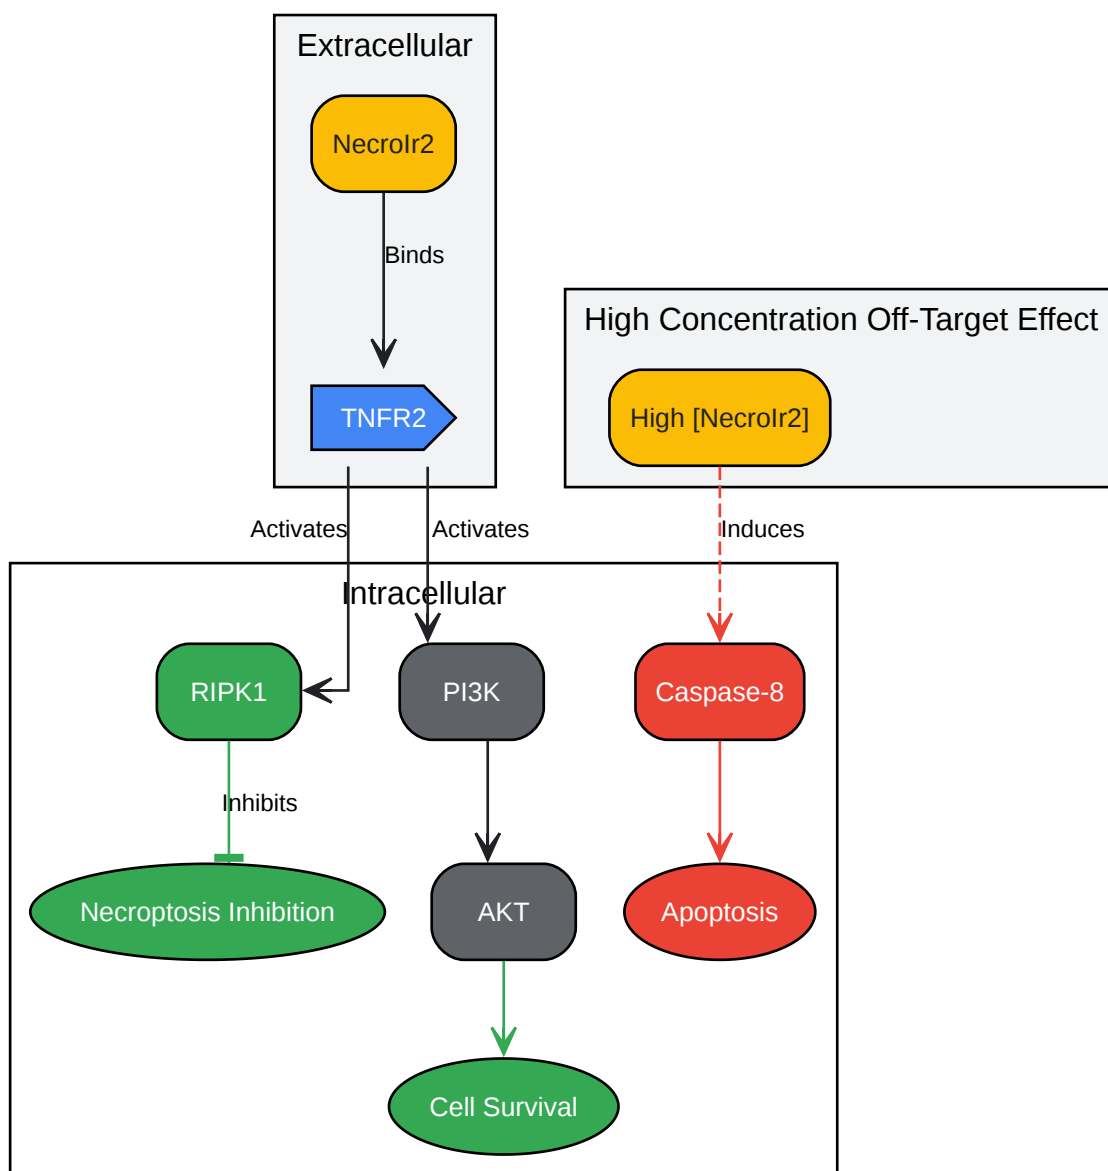 Extracellular
NecroIr2
Binds
High Concentration Off-Target Effect
High [NecroIr2]
TNFR2
Activates
Activates
Induces
Intracellular
RIPK1
PI3K
Caspase-8
Inhibits
Necroptosis Inhibition
AKT
Apoptosis
Cell Survival